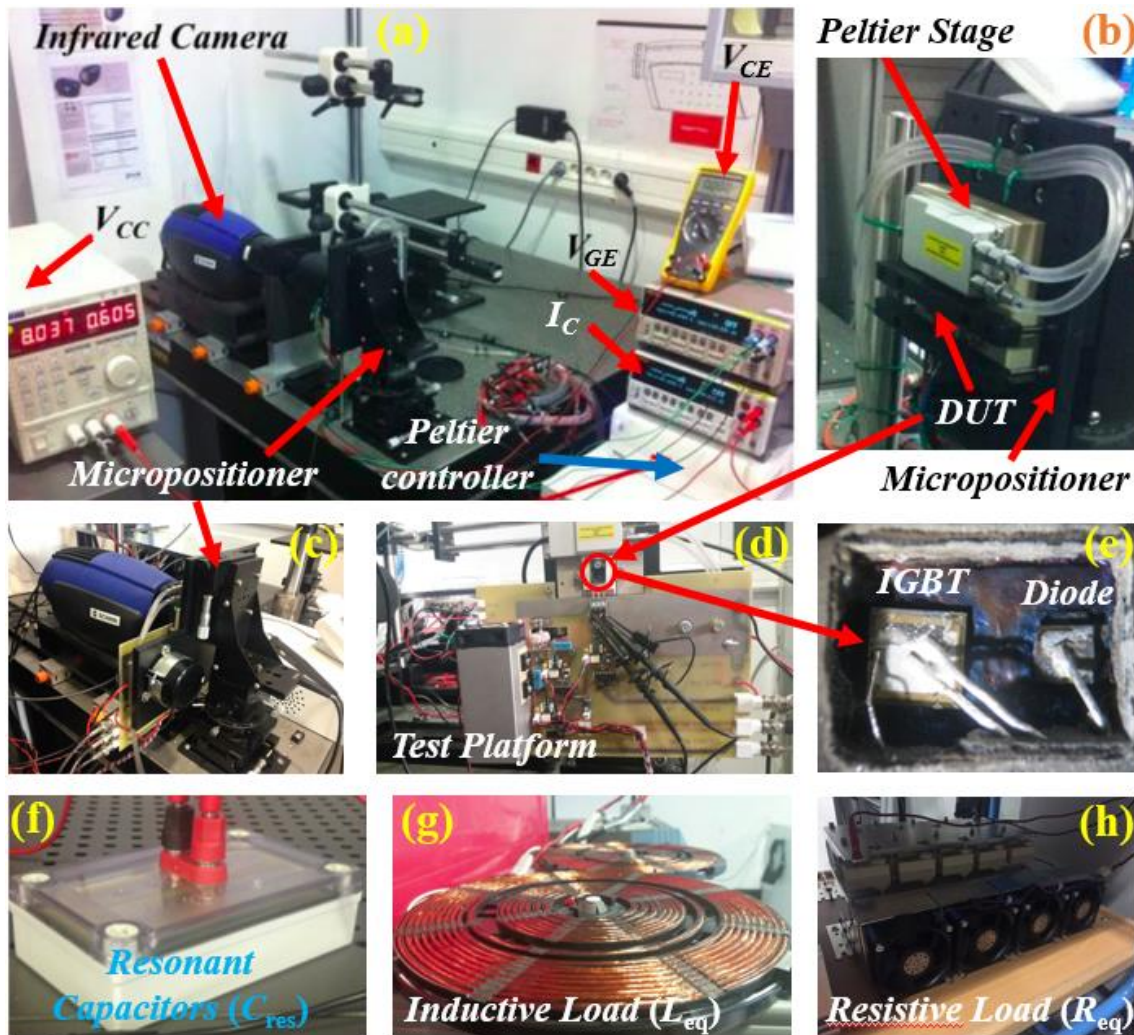 Infrared Camera
(a)
V_CE
V_CC
8.037 0.605
V_GE
I_C
Micropositioner
Peltier
controller
Peltier Stage
(b)
DUT
Micropositioner
(c)
(d)
Test Platform
(e)
IGBT
Diode
(f)
Resonant
Capacitors (C_res)
(g)
Inductive Load (L_eq)
(h)
Resistive Load (R_eq)